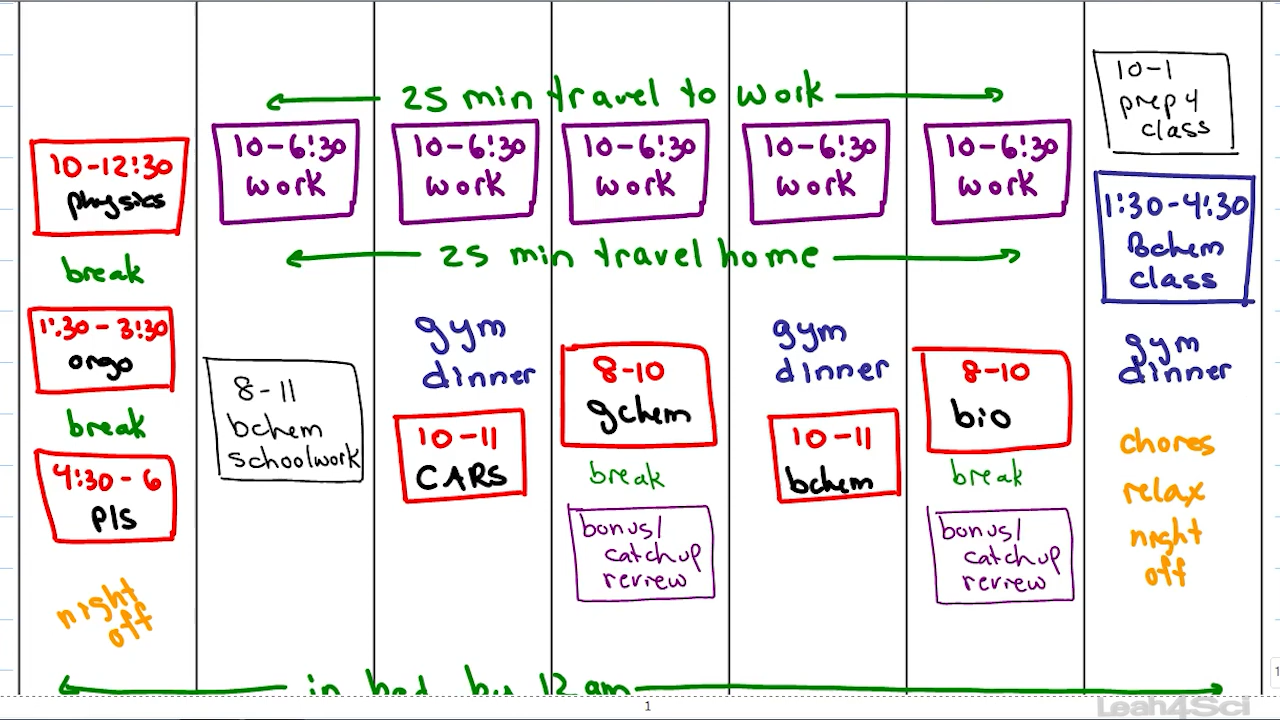 10-12:30
physics
break
1:30-3:30
orgo
break
4:30-6
P/S
night
off
25 min travel to work
10-6:30
work
10-6:30
work
10-6:30
work
10-6:30
work
10-6:30
work
25 min travel home
8-11
bchem
schoolwork
gym
dinner
10-11
CARS
8-10
gchem
break
bonus/
catchup
review
gym
dinner
10-11
bchem
8-10
bio
break
bonus/
catchup
review
10-1
prep 4
class
1:30-4:30
Bchem
class
gym
dinner
chores
relax
night
off
in bed by 12am
1
Leah4Sci